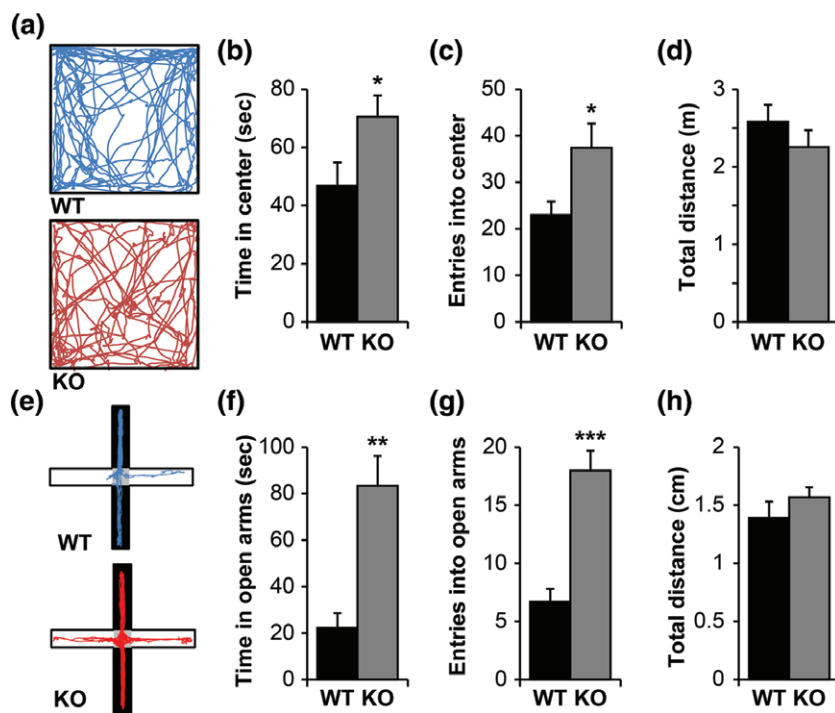 (a)
WT
KO
(b)
Time in center (sec)
80
60
40
20
0
*
WT KO
(c)
Entries into center
50
40
30
20
10
0
*
WT KO
(d)
Total distance (m)
3
2
1
0
WT KO
(e)
WT
KO
(f)
Time in open arms (sec)
100
80
60
40
20
0
**
WT KO
(g)
Entries into open arms
20
15
10
5
0
***
WT KO
(h)
Total distance (cm)
2
1.5
1
0.5
0
WT KO